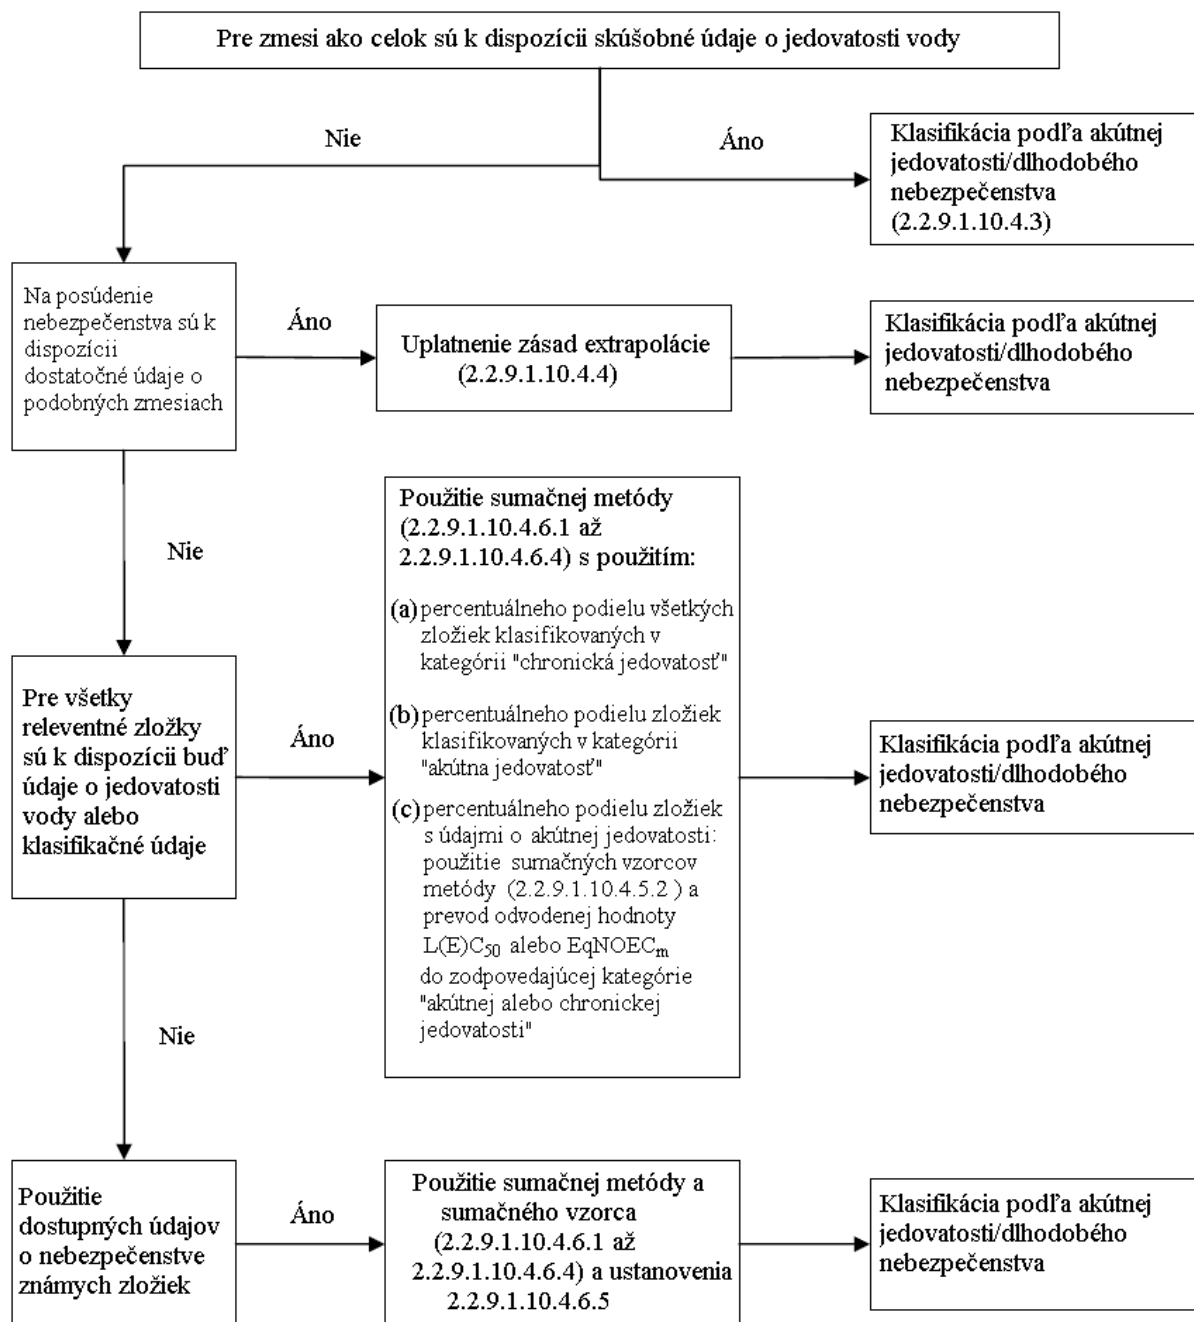 Pre zmesi ako celok sú k dispozícii skúšobné údaje o jedovatosti vody
Nie
Áno
Klasifikácia podľa akútnej
jedovatosti/dlhodobého
nebezpečenstva
(2.2.9.1.10.4.3)
Na posúdenie
nebezpečenstva sú k
dispozícii
dostatočné údaje o
podobných zmesiach
Áno
Uplatnenie zásad extrapolácie
(2.2.9.1.10.4.4)
Klasifikácia podľa akútnej
jedovatosti/dlhodobého
nebezpečenstva
Nie
Pre všetky
releventné zložky
sú k dispozícii buď
údaje o jedovatosti
vody alebo
klasifikačné údaje
Áno
Použitie sumačnej metódy
(2.2.9.1.10.4.6.1 až
2.2.9.1.10.4.6.4) s použitím:
(a) percentuálneho podielu všetkých
zložiek klasifikovaných v
kategórii "chronická jedovatosť"
(b) percentuálneho podielu zložiek
klasifikovaných v kategórii
"akútna jedovatosť"
(c) percentuálneho podielu zložiek
s údajmi o akútnej jedovatosti:
použitie sumačných vzorcov
metódy (2.2.9.1.10.4.5.2 ) a
prevod odvodenej hodnoty
L(E)C50 alebo EqNOECm
do zodpovedajúcej kategórie
"akútnej alebo chronickej
jedovatosti"
Klasifikácia podľa akútnej
jedovatosti/dlhodobého
nebezpečenstva
Nie
Použitie
dostupných údajov
o nebezpečenstve
známych zložiek
Áno
Použitie sumačnej metódy a
sumačného vzorca
(2.2.9.1.10.4.6.1 až
2.2.9.1.10.4.6.4) a ustanovenia
2.2.9.1.10.4.6.5
Klasifikácia podľa akútnej
jedovatosti/dlhodobého
nebezpečenstva